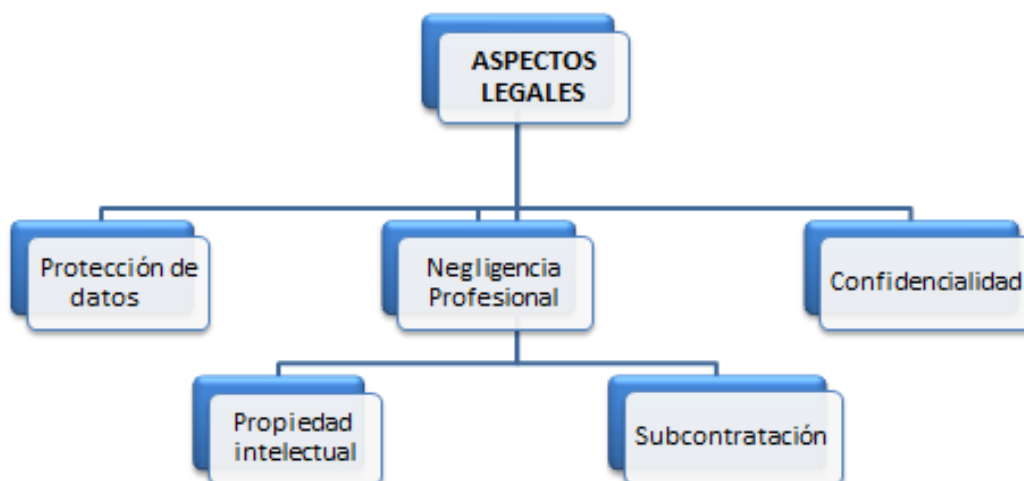 ASPECTOS
LEGALES
Protección de
datos
Negligencia
Profesional
Confidencialidad
Propiedad
intelectual
Subcontratación